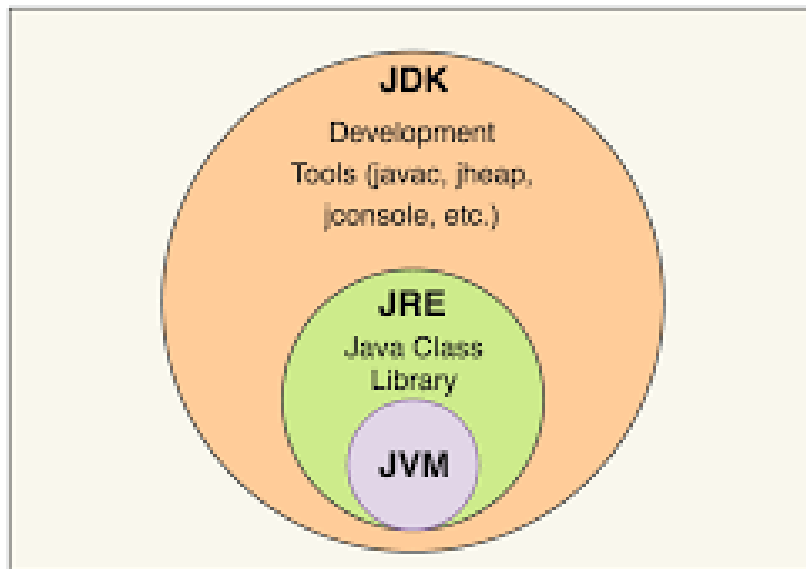 JDK
Development
Tools (javac, jheap,
jconsole, etc.)
JRE
Java Class
Library
JVM